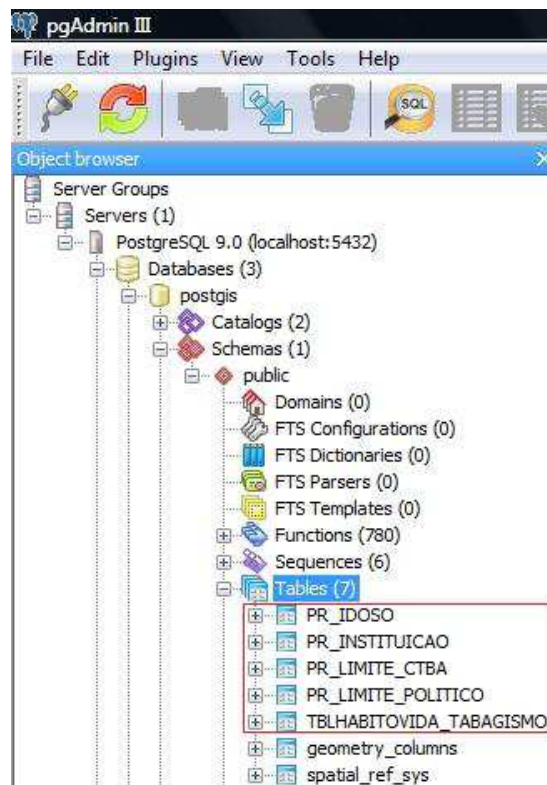 pgAdmin III
File Edit Plugins View Tools Help
SQL
Object browser
Server Groups
Servers (1)
PostgreSQL 9.0 (localhost:5432)
Databases (3)
postgis
Catalogs (2)
Schemas (1)
public
Domains (0)
FTS Configurations (0)
FTS Dictionaries (0)
FTS Parsers (0)
FTS Templates (0)
Functions (780)
Sequences (6)
Tables (7)
PR_IDOSO
PR_INSTITUICAO
PR_LIMITE_CTBA
PR_LIMITE_POLITICO
TBLHABITOVIDA_TABAGISMO
geometry_columns
spatial_ref_sys